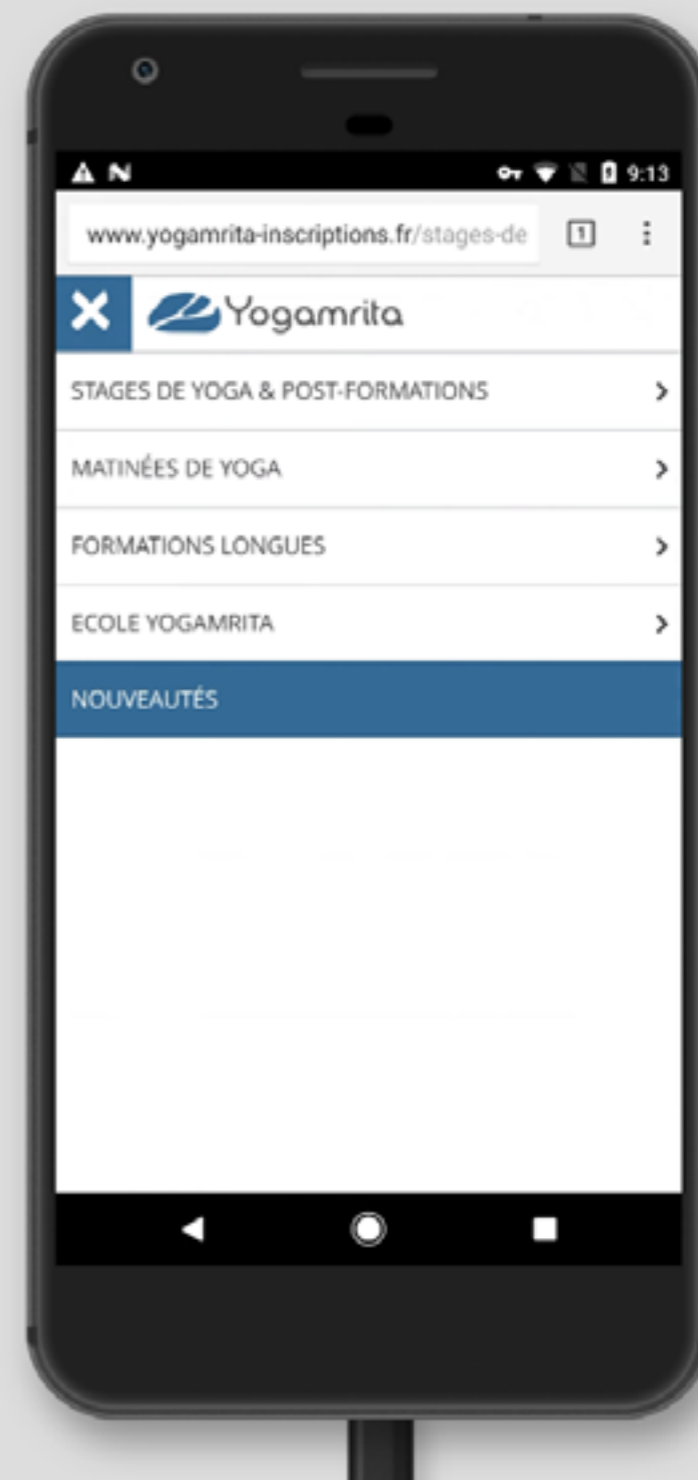 9:13
www.yogamrita-inscriptions.fr/stages-de
1
Yogamrita
STAGES DE YOGA & POST-FORMATIONS
MATINÉES DE YOGA
FORMATIONS LONGUES
ECOLE YOGAMRITA
NOUVEAUTÉS